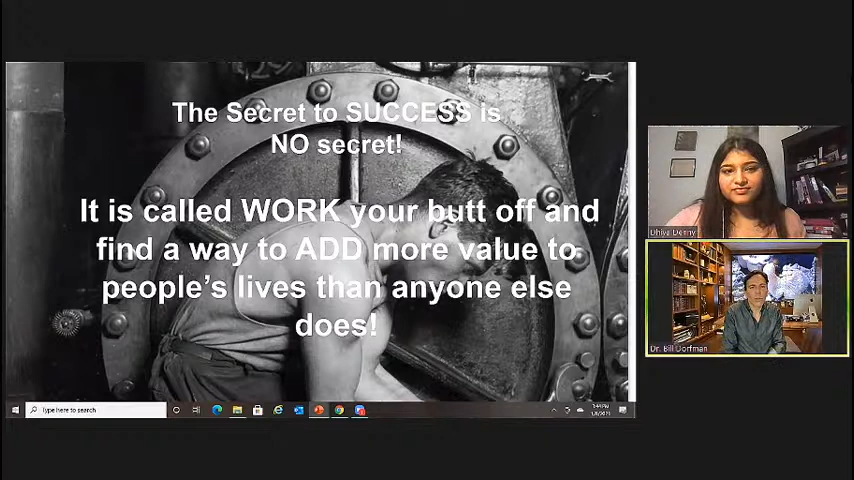 The Secret to SUCCESS is
NO secret!
It is called WORK your butt off and
find a way to ADD more value to
people's lives than anyone else
does!
Dhiya Denny
Dr. Bill Dorfman
Type here to search